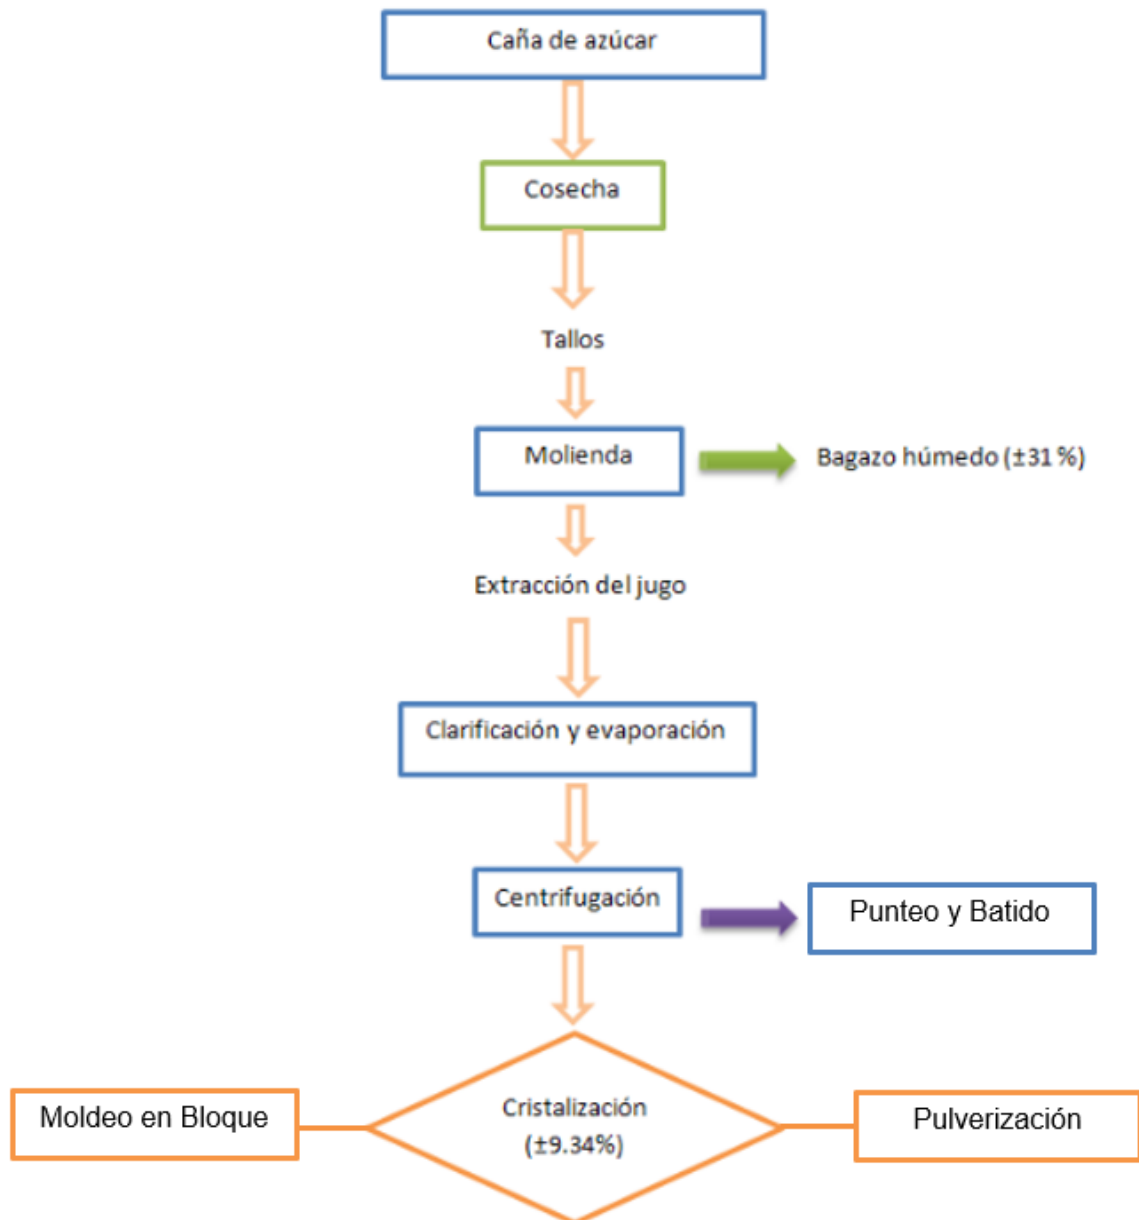 Caña de azúcar
Cosecha
Tallos
Molienda
Bagazo húmedo (±31%)
Extracción del jugo
Clarificación y evaporación
Centrifugación
Punteo y Batido
Moldeo en Bloque
Cristalización
(±9.34%)
Pulverización